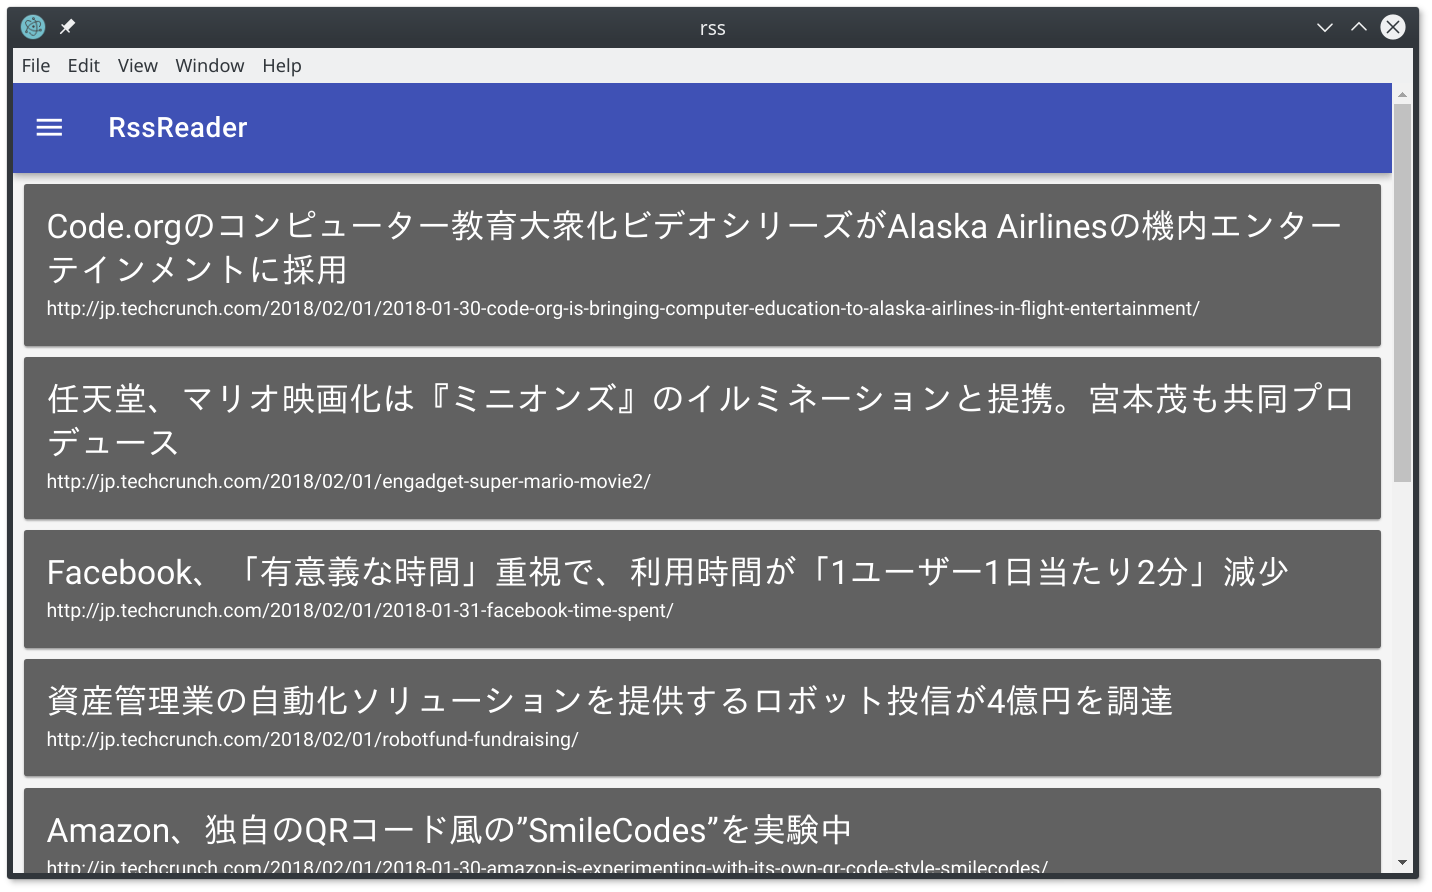 rss
File Edit View Window Help
RssReader
Code.orgのコンピューター教育大衆化ビデオシリーズがAlaska Airlinesの機内エンター
テインメントに採用
http://jp.techcrunch.com/2018/02/01/2018-01-30-code-org-is-bringing-computer-education-to-alaska-airlines-in-flight-entertainment/
任天堂、マリオ映画化は『ミニオンズ』のイルミネーションと提携。宮本茂も共同プロ
デュース
http://jp.techcrunch.com/2018/02/01/engadget-super-mario-movie2/
Facebook、「有意義な時間」重視で、利用時間が「1ユーザー1日当たり2分」減少
http://jp.techcrunch.com/2018/02/01/2018-01-31-facebook-time-spent/
資産管理業の自動化ソリューションを提供するロボット投信が4億円を調達
http://jp.techcrunch.com/2018/02/01/robotfund-fundraising/
Amazon、独自のQRコード風の”SmileCodes”を実験中
http://jp.techcrunch.com/2018/02/01/2018-01-30-amazon-is-experimenting-with-its-own-qr-code-style-smilecodes/